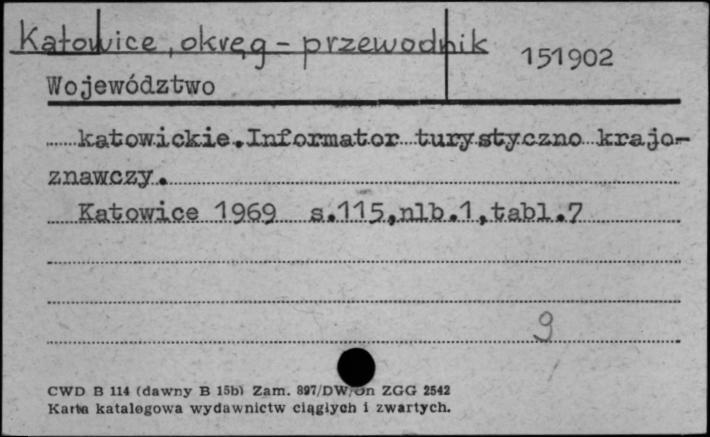 Katowice, okręg - przewodnik
151902
Województwo
katowickie.Informator turystyczno krajo-
znawczy.
Katowice 1969 s.115,nlb.1,tabl.7
9
CWD B 114 (dawny B 15b) Zam. 897/DW/Dn ZGG 2542
Karta katalogowa wydawnictw ciągłych i zwartych.